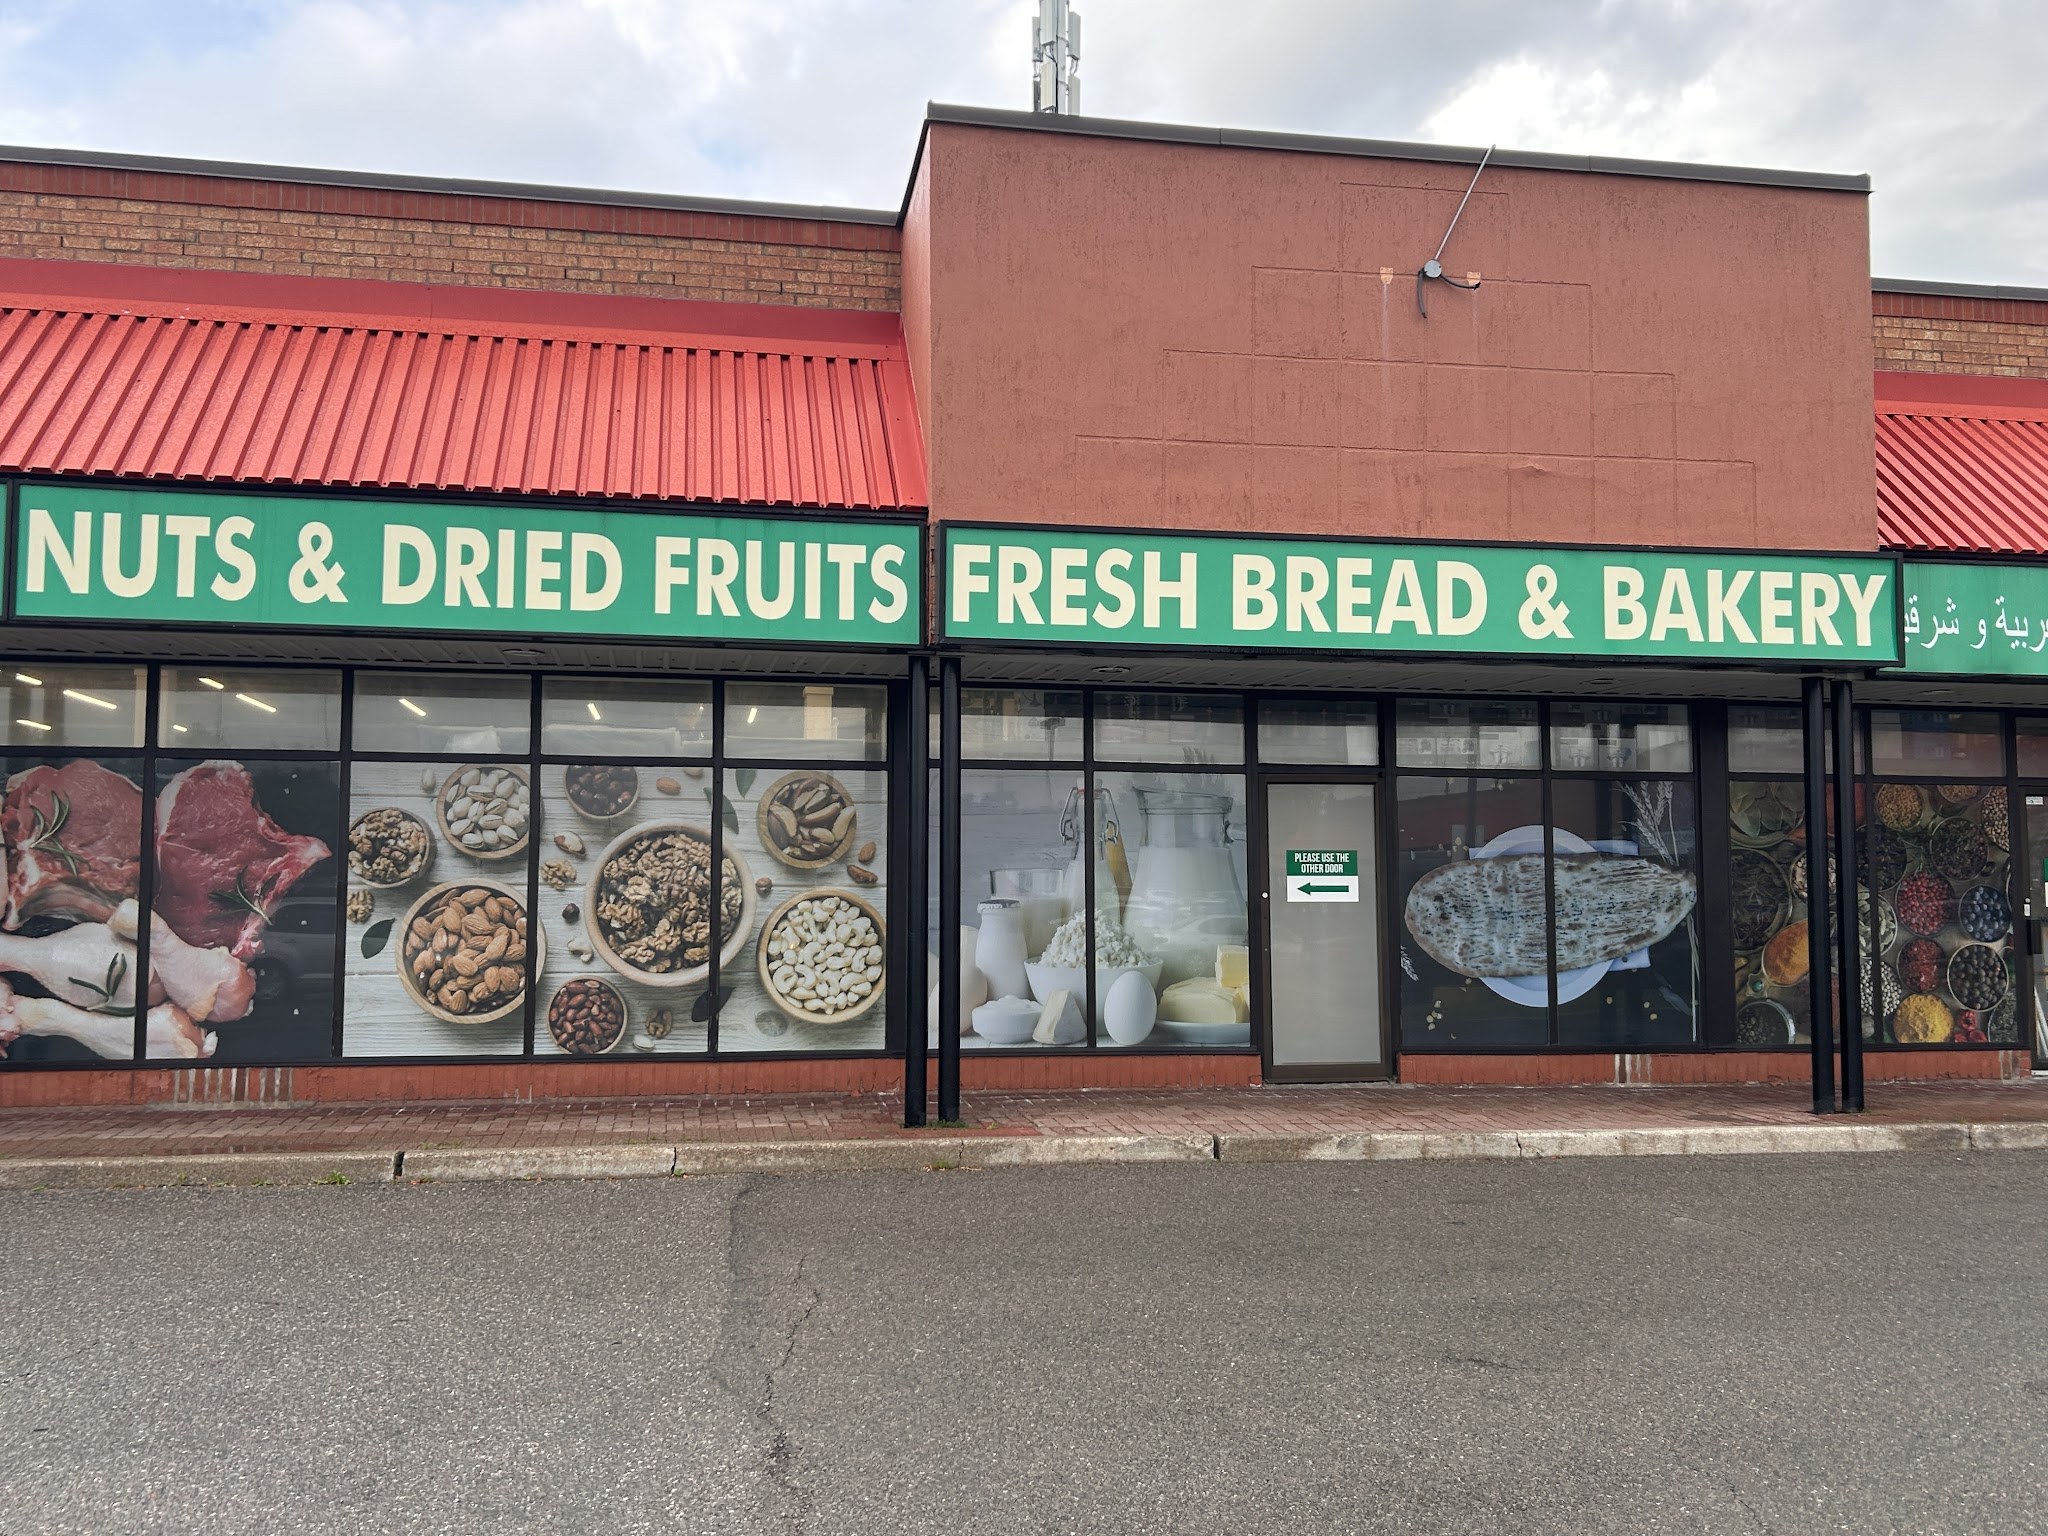 NUTS & DRIED FRUITS
FRESH BREAD & BAKERY
و
PLEASE USE THE
OTHER DOOR